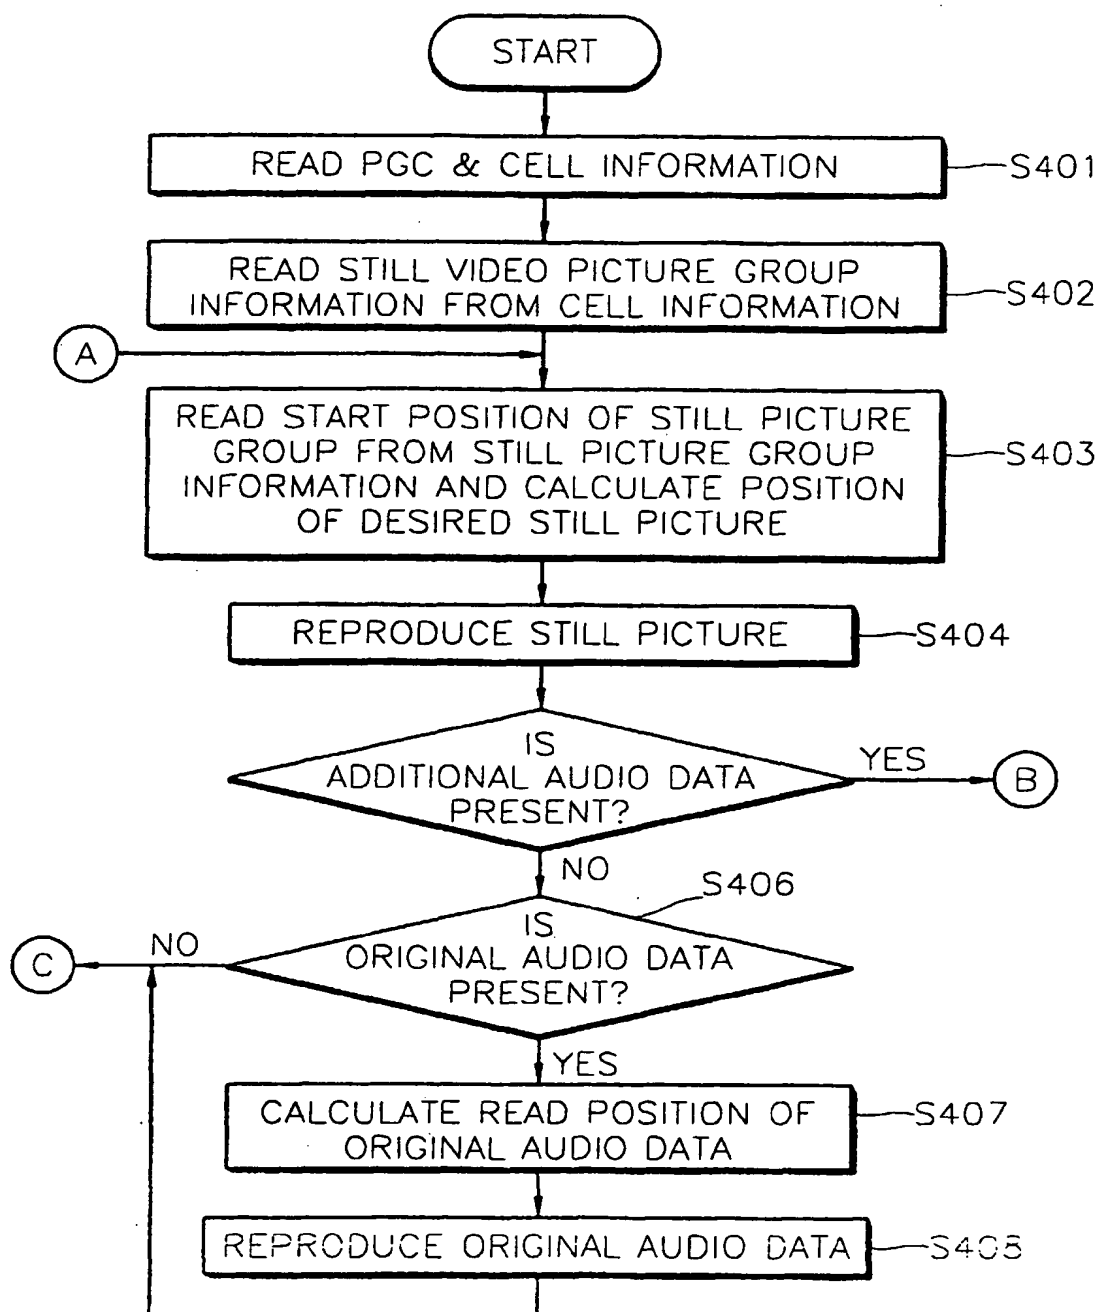 START
READ PGC & CELL INFORMATION
S401
READ STILL VIDEO PICTURE GROUP
INFORMATION FROM CELL INFORMATION
S402
A
READ START POSITION OF STILL PICTURE
GROUP FROM STILL PICTURE GROUP
INFORMATION AND CALCULATE POSITION
OF DESIRED STILL PICTURE
S403
REPRODUCE STILL PICTURE
S404
IS
ADDITIONAL AUDIO DATA
PRESENT?
YES
B
NO
S406
IS
ORIGINAL AUDIO DATA
PRESENT?
NO
C
YES
CALCULATE READ POSITION OF
ORIGINAL AUDIO DATA
S407
REPRODUCE ORIGINAL AUDIO DATA
S408